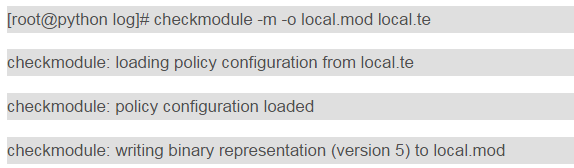 [root@python log]# checkmodule -m -o local.mod local.te
checkmodule: loading policy configuration from local.te
checkmodule: policy configuration loaded
checkmodule: writing binary representation (version 5) to local.mod